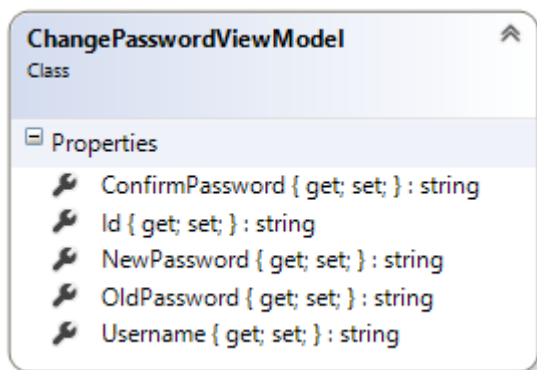 ChangePasswordViewModel
Class
Properties
ConfirmPassword { get; set; } : string
Id { get; set; } : string
NewPassword { get; set; } : string
OldPassword { get; set; } : string
Username { get; set; } : string